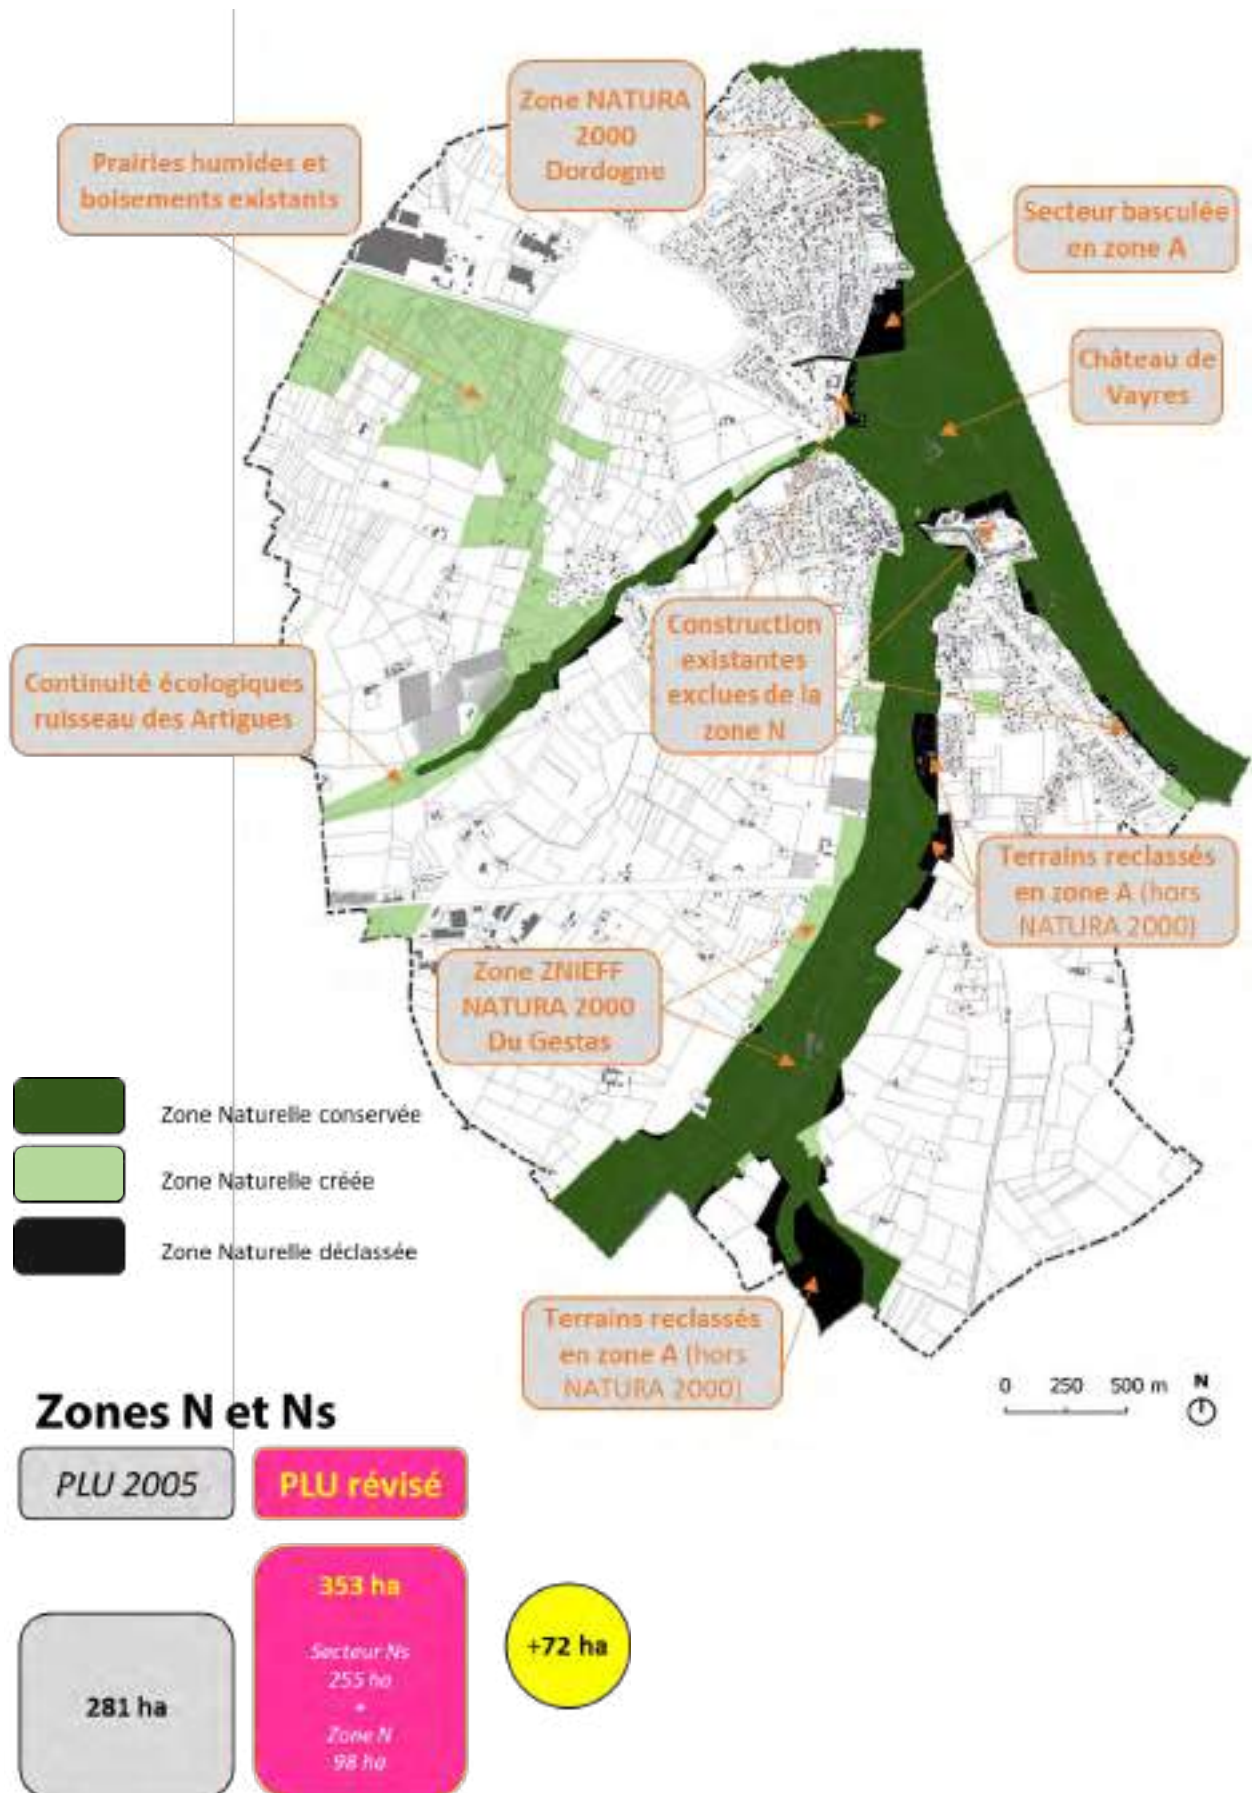 Zone NATURA
2000
Dordogne
Prairies humides et
boisements existants
Secteur basculée
en zone A
Château de
Vayres
Construction
existantes
exclues de la
zone N
Continuité écologiques
ruisseau des Artigues
Terrains reclassés
en zone A (hors
NATURA 2000)
Zone ZNIEFF
NATURA 2000
Du Gestas
Zone Naturelle conservée
Zone Naturelle créée
Zone Naturelle déclassée
Terrains reclassés
en zone A (hors
NATURA 2000)
0 250 500 m N
Zones N et Ns
PLU 2005
PLU révisé
353 ha
Secteur Ns
255 ha
+
Zone N
98 ha
281 ha
+72 ha